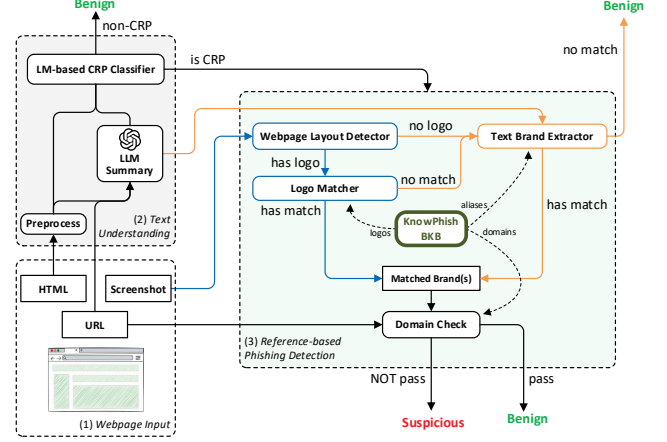 Benign
non-CRP
LM-based CRP Classifier
is CRP
Benign
no match
LLM
Summary
Preprocess
(2) Text
Understanding
Webpage Layout Detector
no logo
Text Brand Extractor
has logo
Logo Matcher
no match
has match
has match
KnowPhish
BKB
logos
aliases
domains
Matched Brand(s)
Domain Check
HTML
Screenshot
URL
(1) Webpage Input
(3) Reference-based
Phishing Detection
NOT pass
pass
Suspicious
Benign